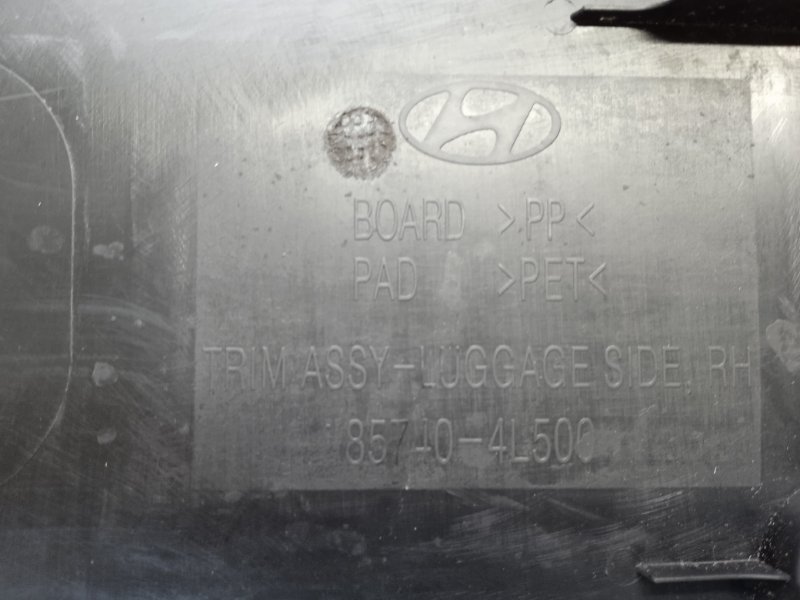 BOARD >PP<
PAD >PET<
TRIM ASSY-LUGGAGE SIDE, RH
85740-4L500